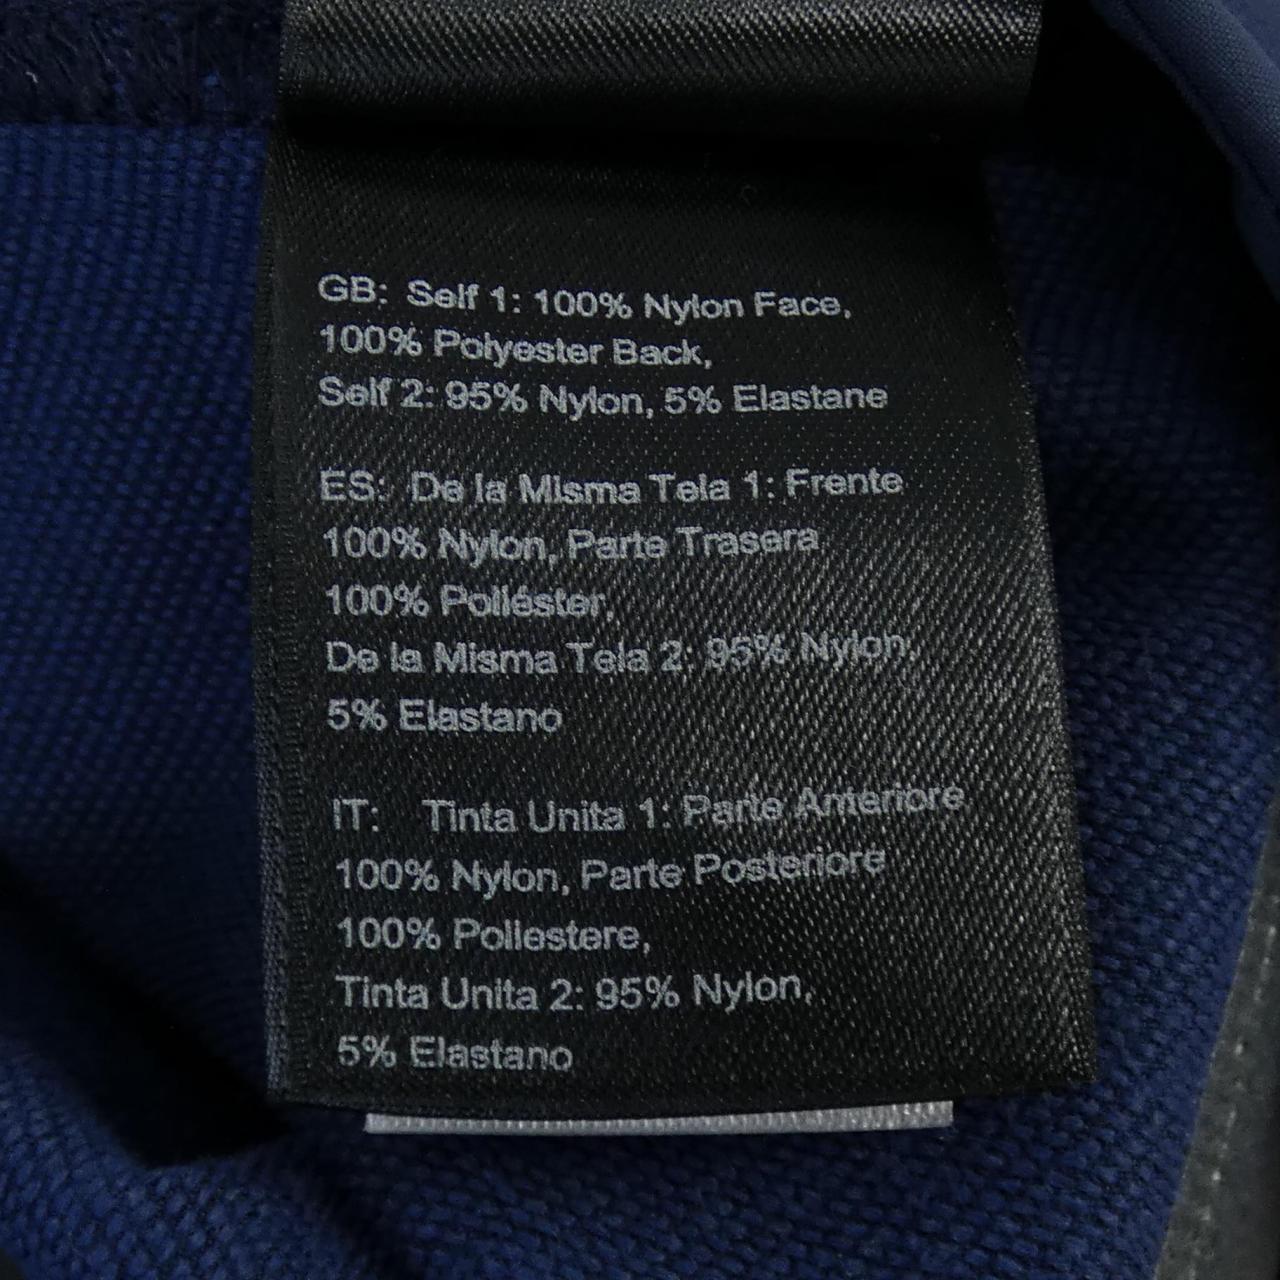 GB: Self 1: 100% Nylon Face,
100% Polyester Back,
Self 2: 95% Nylon, 5% Elastane
ES: De la Misma Tela 1: Frente
100% Nylon, Parte Trasera
100% Poliéster,
De la Misma Tela 2: 95% Nylon,
5% Elastano
IT: Tinta Unita 1: Parte Anteriore
100% Nylon, Parte Posteriore
100% Poliestere,
Tinta Unita 2: 95% Nylon,
5% Elastano